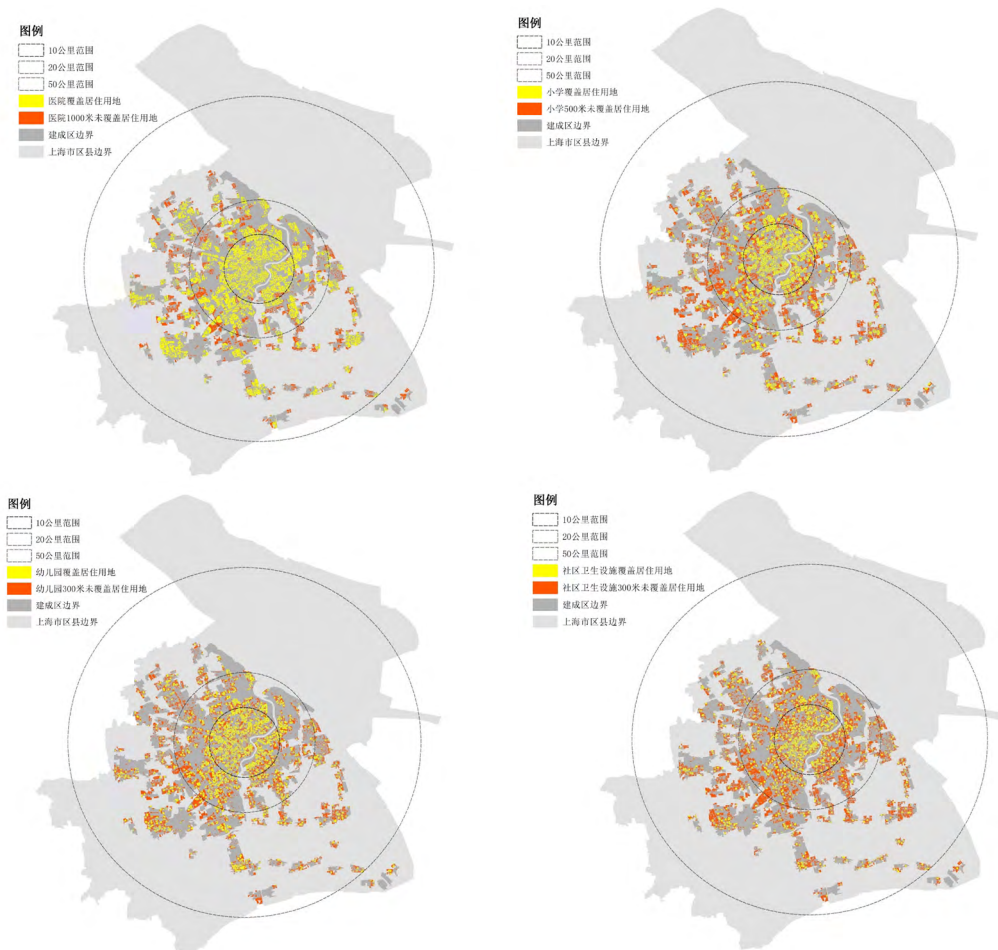 图例
10公里范围
20公里范围
50公里范围
医院覆盖居住用地
医院1000米未覆盖居住用地
建成区边界
上海市区县边界
图例
10公里范围
20公里范围
50公里范围
小学覆盖居住用地
小学500米未覆盖居住用地
建成区边界
上海市区县边界
图例
10公里范围
20公里范围
50公里范围
幼儿园覆盖居住用地
幼儿园300米未覆盖居住用地
建成区边界
上海市区县边界
图例
10公里范围
20公里范围
50公里范围
社区卫生设施覆盖居住用地
社区卫生设施300米未覆盖居住用地
建成区边界
上海市区县边界